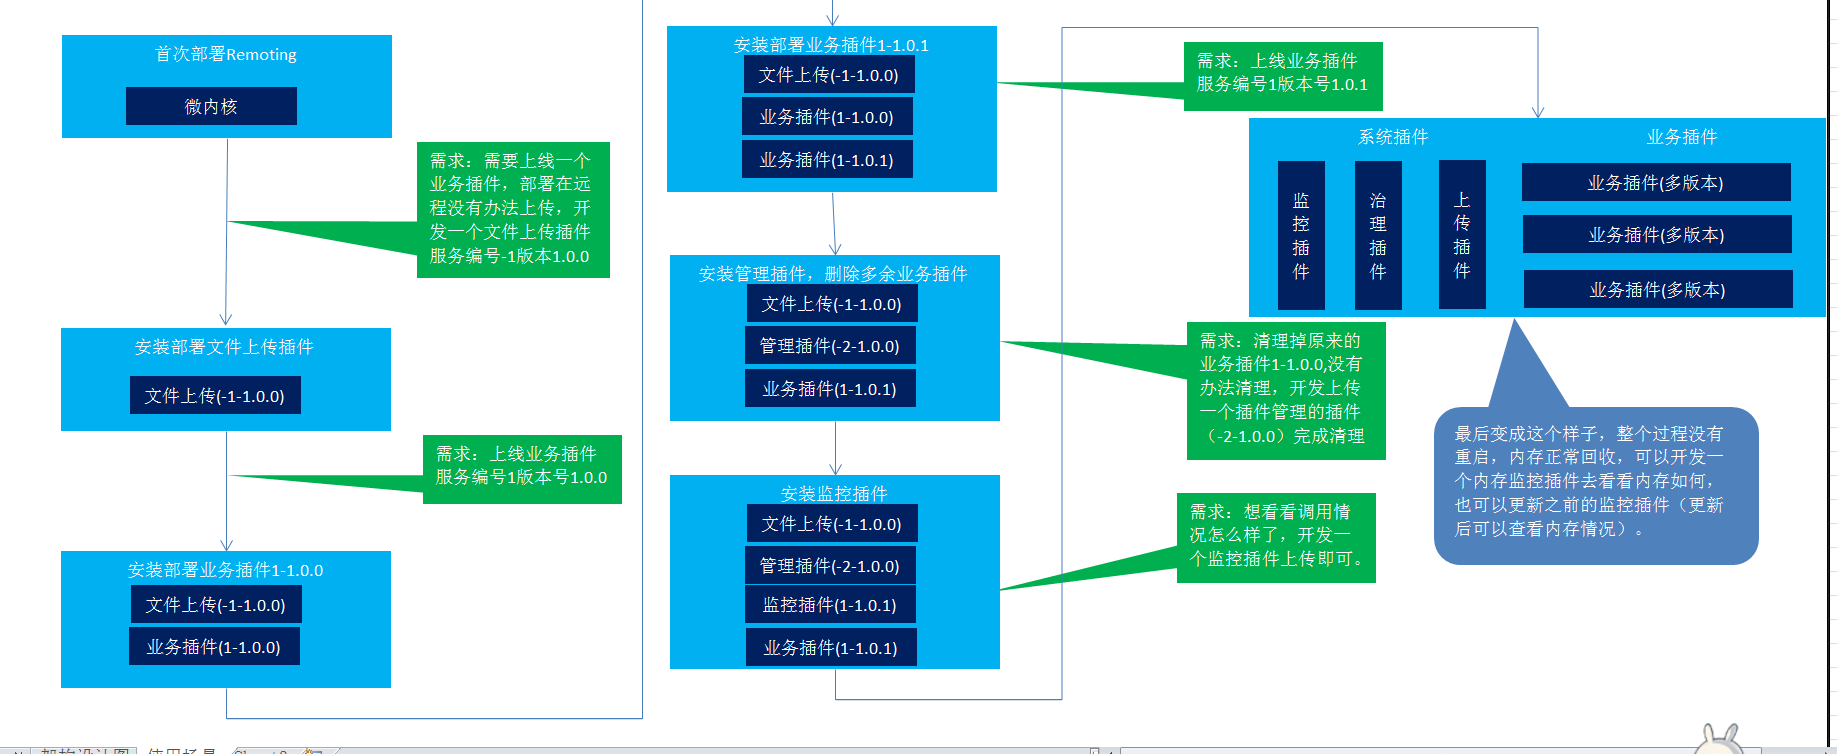 首次部署Remoting
微内核
需求：需要上线一个
业务插件，部署在远
程没有办法上传，开
发一个文件上传插件
服务编号-1版本1.0.0
安装部署文件上传插件
文件上传(-1-1.0.0)
需求：上线业务插件
服务编号1版本号1.0.0
安装部署业务插件1-1.0.0
文件上传(-1-1.0.0)
业务插件(1-1.0.0)
安装部署业务插件1-1.0.1
文件上传(-1-1.0.0)
业务插件(1-1.0.0)
业务插件(1-1.0.1)
需求：上线业务插件
服务编号1版本号1.0.1
安装管理插件，删除多余业务插件
文件上传(-1-1.0.0)
管理插件(-2-1.0.0)
业务插件(1-1.0.1)
需求：清理掉原来的
业务插件1-1.0.0,没有
办法清理，开发上传
一个插件管理的插件
（-2-1.0.0）完成清理
安装监控插件
文件上传(-1-1.0.0)
管理插件(-2-1.0.0)
监控插件(1-1.0.1)
业务插件(1-1.0.1)
需求：想看看调用情
况怎么样了，开发一
个监控插件上传即可。
系统插件
业务插件
监控插件
治理插件
上传插件
业务插件(多版本)
业务插件(多版本)
业务插件(多版本)
最后变成这个样子，整个过程没有
重启，内存正常回收，可以开发一
个内存监控插件去看看内存如何，
也可以更新之前的监控插件（更新
后可以查看内存情况）。
架构设计图
使用场景